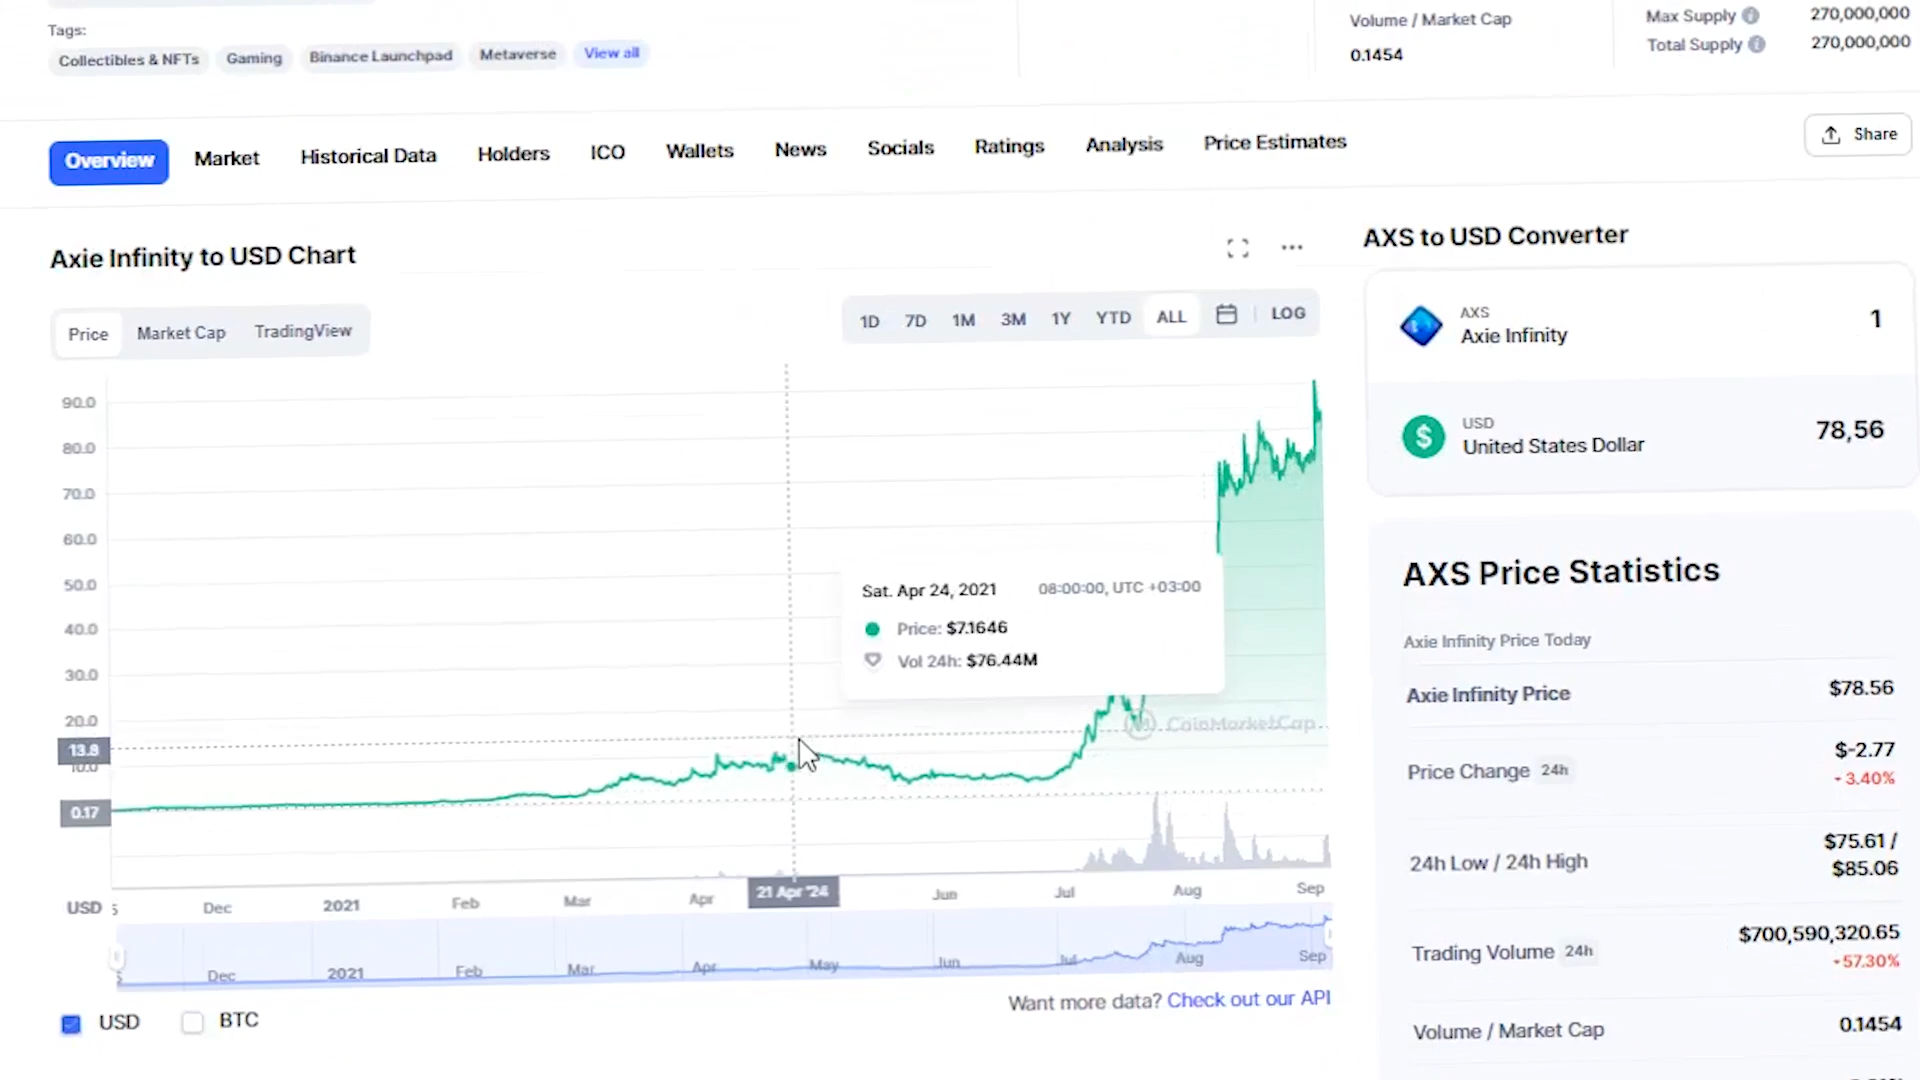 Tags:
Collectibles & NFTs Gaming Binance Launchpad Metaverse View all
Volume / Market Cap
0.1454
Max Supply 270,000,000
Total Supply 270,000,000
Overview Market Historical Data Holders ICO Wallets News Socials Ratings Analysis Price Estimates
Share
Axie Infinity to USD Chart
Price Market Cap TradingView
1D 7D 1M 3M 1Y YTD ALL LOG
90.0
80.0
70.0
60.0
50.0
40.0
30.0
20.0
13.8
10.0
0.17
Sat. Apr 24, 2021 08:00:00, UTC +03:00
Price: $7.1646
Vol 24h: $76.44M
CoinMarketCap
USD 5 Dec 2021 Feb Mar Apr 21 Apr '24 Jun Jul Aug Sep
Dec 2021 Feb Mar Apr May Jun Jul Aug Sep
Want more data? Check out our API
USD BTC
AXS to USD Converter
AXS
Axie Infinity
1
USD
United States Dollar
78,56
AXS Price Statistics
Axie Infinity Price Today
Axie Infinity Price $78.56
Price Change 24h $-2.77
3.40%
24h Low / 24h High $75.61 /
$85.06
Trading Volume 24h $700,590,320.65
57.30%
Volume / Market Cap 0.1454